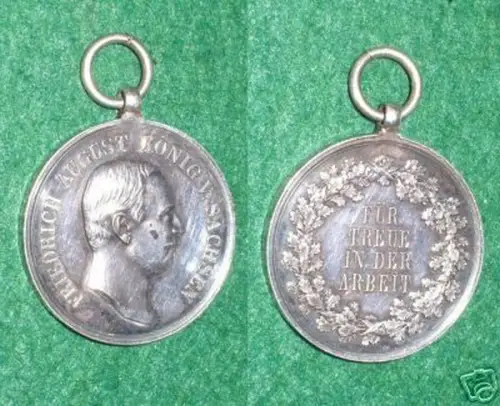 FRIEDRICH AUGUST KÖNIG V. SACHSEN
FÜR
TREUE
IN DER
ARBEIT